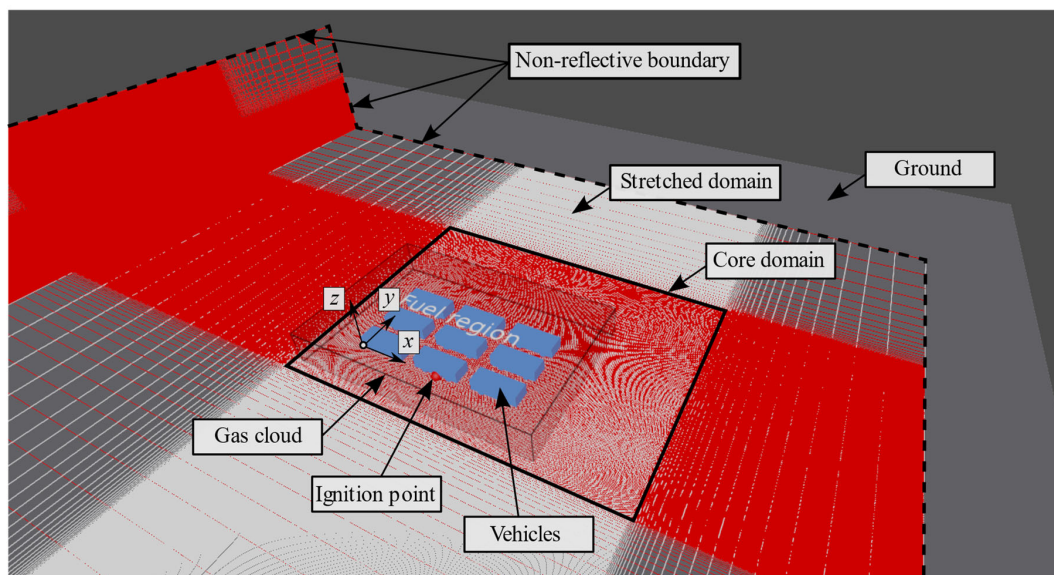 Non-reflective boundary
Stretched domain
Ground
Core domain
z
y
x
Fuel region
Gas cloud
Ignition point
Vehicles